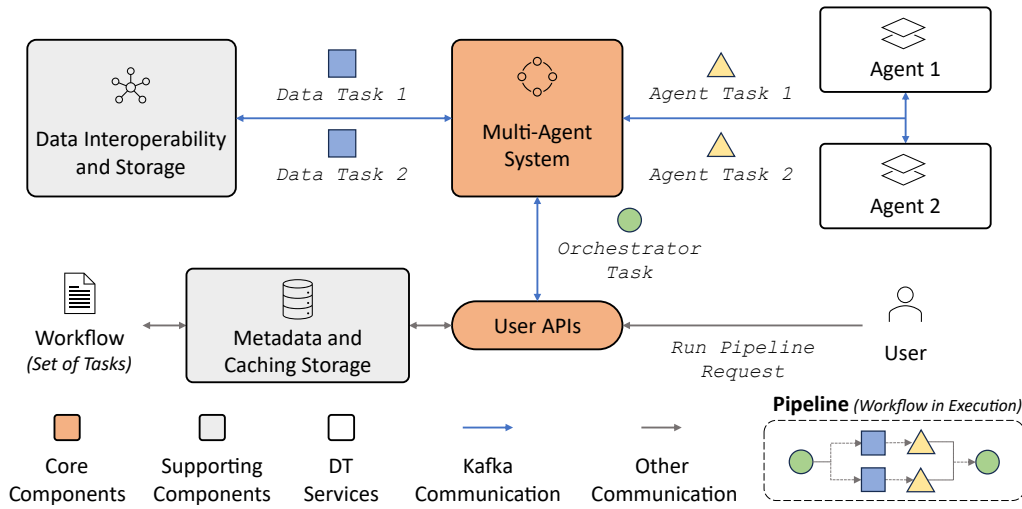 Data Interoperability
and Storage
Data Task 1
Data Task 2
Multi-Agent
System
Agent Task 1
Agent Task 2
Agent 1
Agent 2
Orchestrator
Task
Workflow
(Set of Tasks)
Metadata and
Caching Storage
User APIs
Run Pipeline
Request
User
Pipeline (Workflow in Execution)
Core
Components
Supporting
Components
DT
Services
Kafka
Communication
Other
Communication